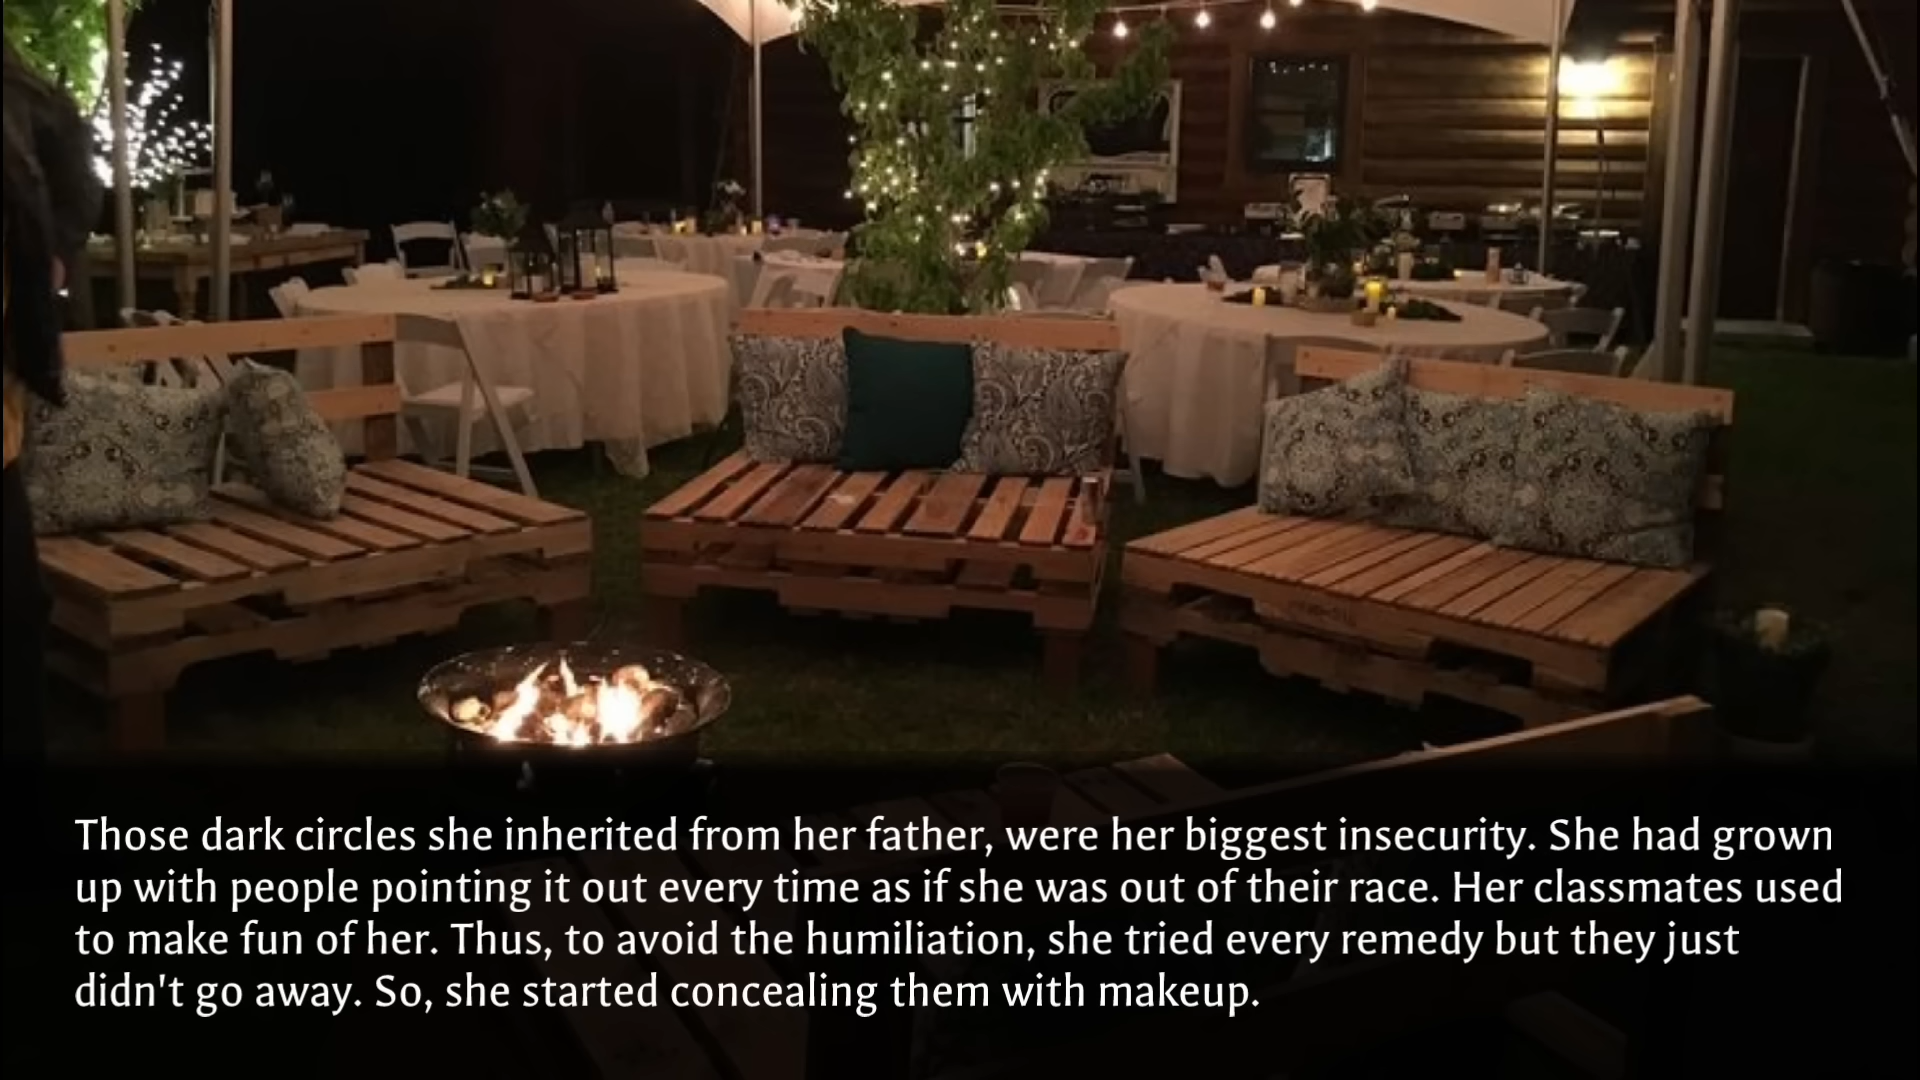 Those dark circles she inherited from her father, were her biggest insecurity. She had grown
up with people pointing it out every time as if she was out of their race. Her classmates used
to make fun of her. Thus, to avoid the humiliation, she tried every remedy but they just
didn't go away. So, she started concealing them with makeup.